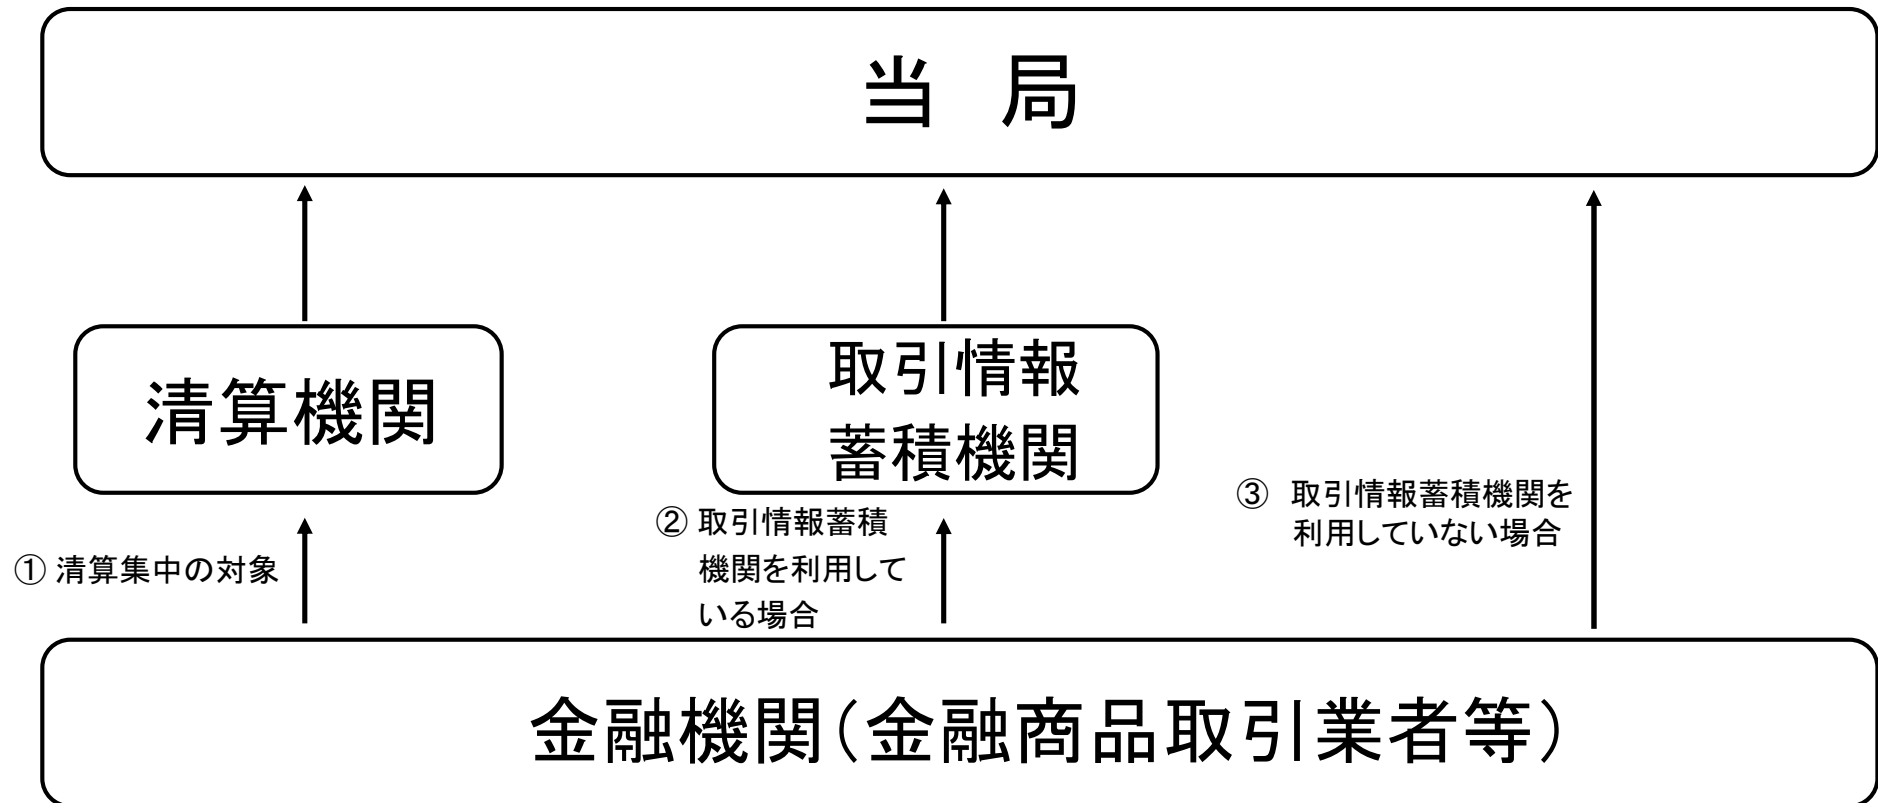 当 局
清算機関
取引情報
蓄積機関
① 清算集中の対象
② 取引情報蓄積
機関を利用して
いる場合
③ 取引情報蓄積機関を
利用していない場合
金融機関(金融商品取引業者等)